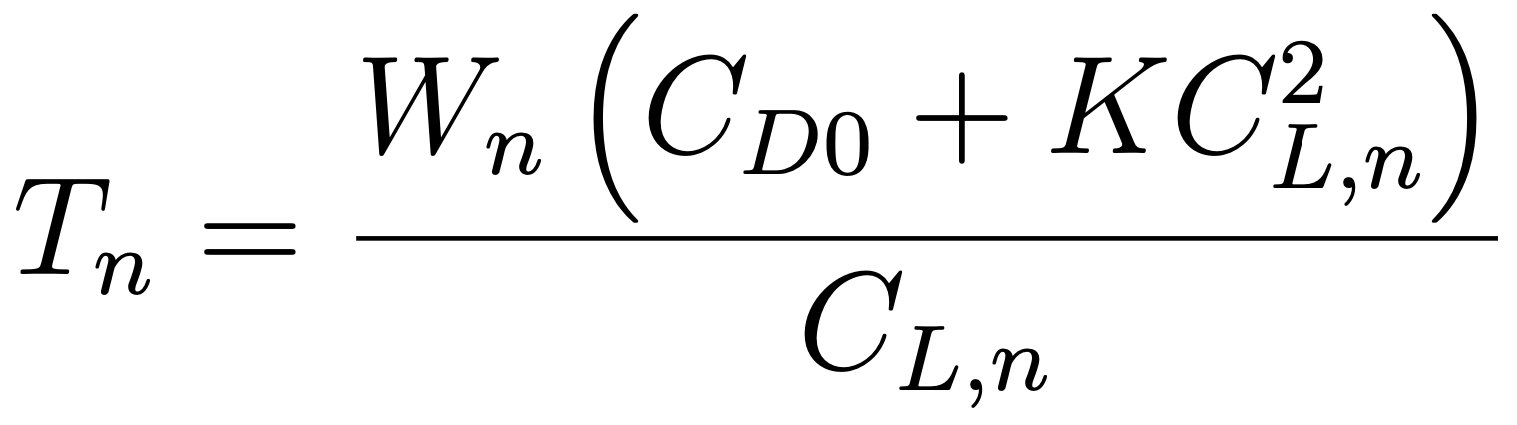 T_n = \frac{W_n \left( C_{D0} + K C_{L,n}^2 \right)}{C_{L,n}}